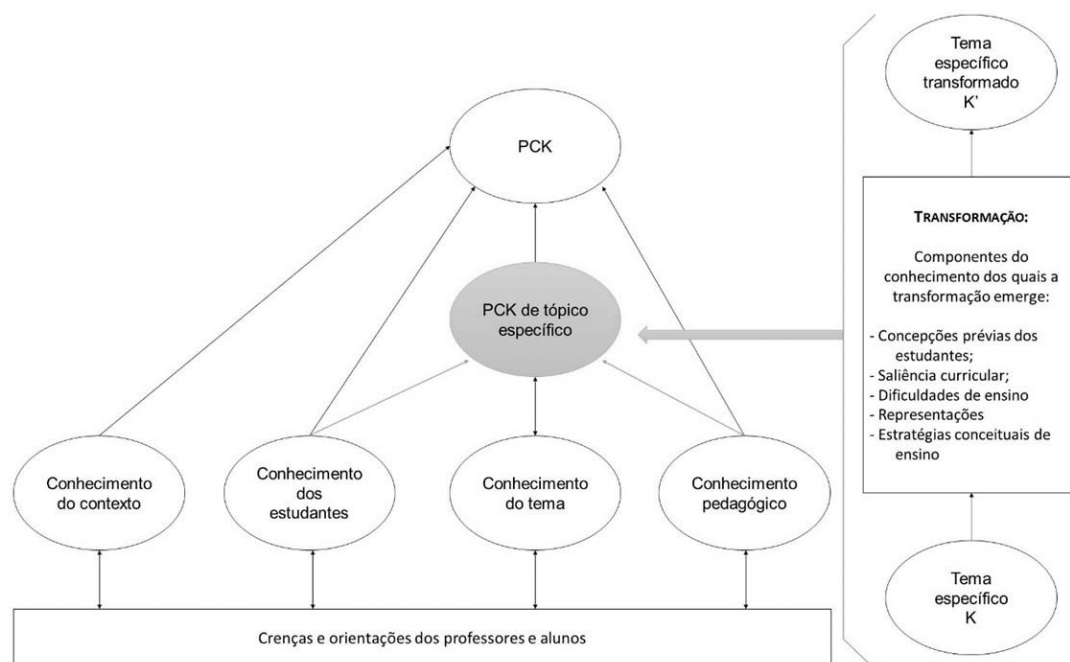 PCK
PCK de tópico
específico
Conhecimento
do contexto
Conhecimento
dos
estudantes
Conhecimento
do tema
Conhecimento
pedagógico
Crenças e orientações dos professores e alunos
Tema
específico
transformado
K'
TRANSFORMAÇÃO:
Componentes do
conhecimento dos quais a
transformação emerge:
- Concepções prévias dos
estudantes;
- Saliência curricular;
- Dificuldades de ensino
- Representações
- Estratégias conceituais de
ensino
Tema
específico
K